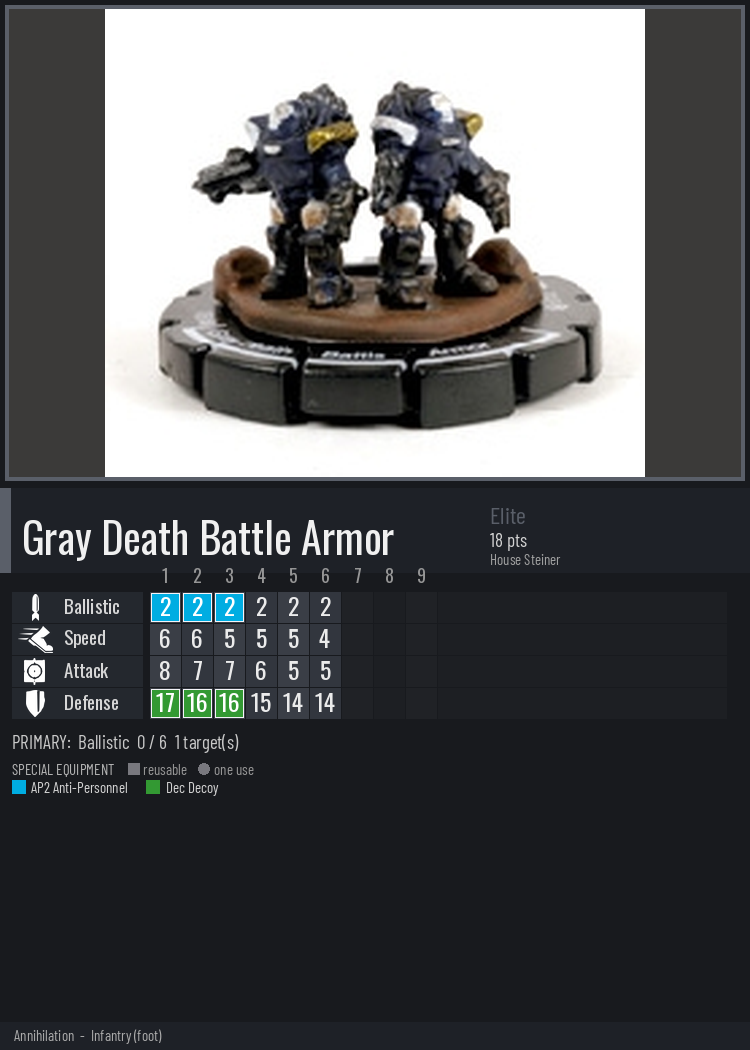 Battle
Armor
Gray Death Battle Armor
Elite
18 pts
House Steiner
1 2 3 4 5 6 7 8 9
Ballistic 2 2 2 2 2 2
Speed 6 6 5 5 5 4
Attack 8 7 7 6 5 5
Defense 17 16 16 15 14 14
PRIMARY: Ballistic 0 / 6 1 target(s)
SPECIAL EQUIPMENT reusable one use
AP2 Anti-Personnel Dec Decoy
Annihilation - Infantry (foot)